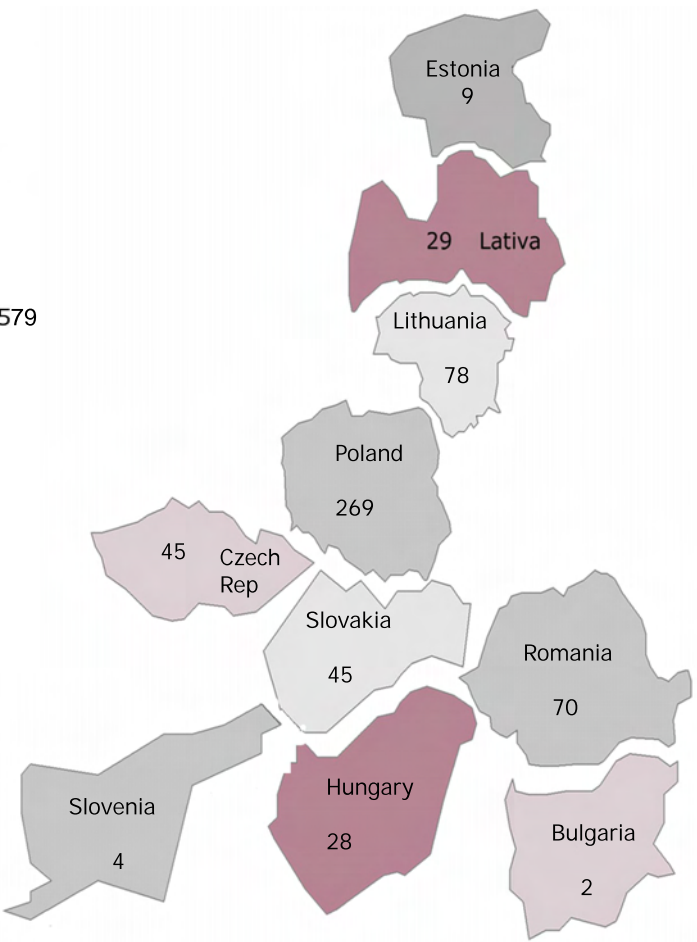 Estonia
9
29 Lativa
579
Lithuania
78
Poland
269
45 Czech
Rep
Slovakia
45
Romania
70
Hungary
28
Slovenia
4
Bulgaria
2